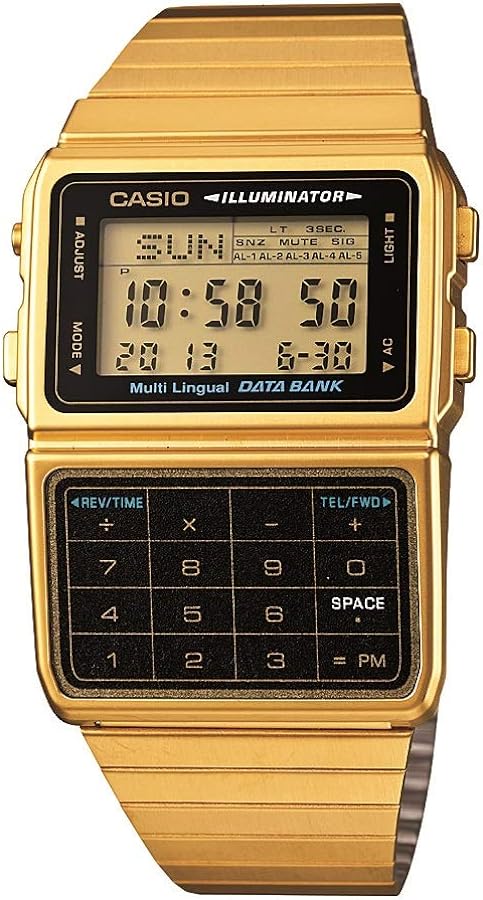 CASIO ◄ILLUMINATOR►
ADJUST
MODE ▼
LIGHT
AC ▼
LT 3SEC.
SUN SNZ MUTE SIG
AL-1 AL-2 AL-3 AL-4 AL-5
P
10:58 50
20 13 6-30
Multi Lingual DATA BANK
◄REV/TIME TEL/FWD►
÷ × − +
7 8 9 0
4 5 6 SPACE .
1 2 3 = PM